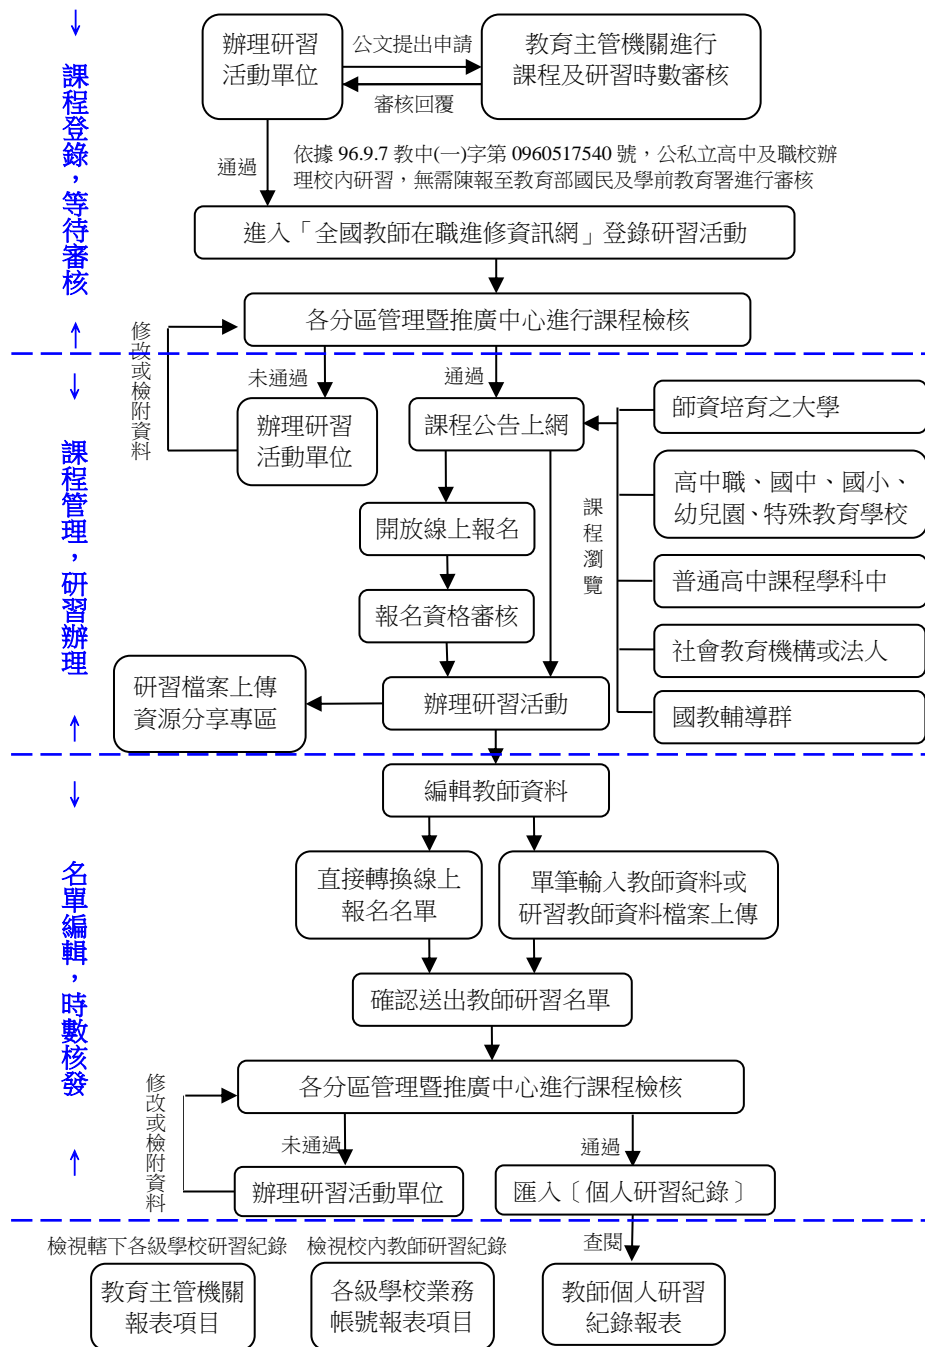 課程登錄，等待審核
辦理研習
活動單位
公文提出申請
審核回覆
教育主管機關進行
課程及研習時數審核
通過
依據 96.9.7 教中(一)字第 0960517540 號，公私立高中及職校辦
理校內研習，無需陳報至教育部國民及學前教育署進行審核
進入「全國教師在職進修資訊網」登錄研習活動
各分區管理暨推廣中心進行課程檢核
修改或檢附資料
課程管理，研習辦理
未通過
通過
辦理研習
活動單位
課程公告上網
課程瀏覽
師資培育之大學
高中職、國中、國小、
幼兒園、特殊教育學校
普通高中課程學科中
社會教育機構或法人
國教輔導群
開放線上報名
報名資格審核
辦理研習活動
研習檔案上傳
資源分享專區
名單編輯，時數核發
編輯教師資料
直接轉換線上
報名名單
單筆輸入教師資料或
研習教師資料檔案上傳
確認送出教師研習名單
各分區管理暨推廣中心進行課程檢核
修改或檢附資料
未通過
通過
辦理研習活動單位
匯入〔個人研習紀錄〕
檢視轄下各級學校研習紀錄
檢視校內教師研習紀錄
查閱
教育主管機關
報表項目
各級學校業務
帳號報表項目
教師個人研習
紀錄報表